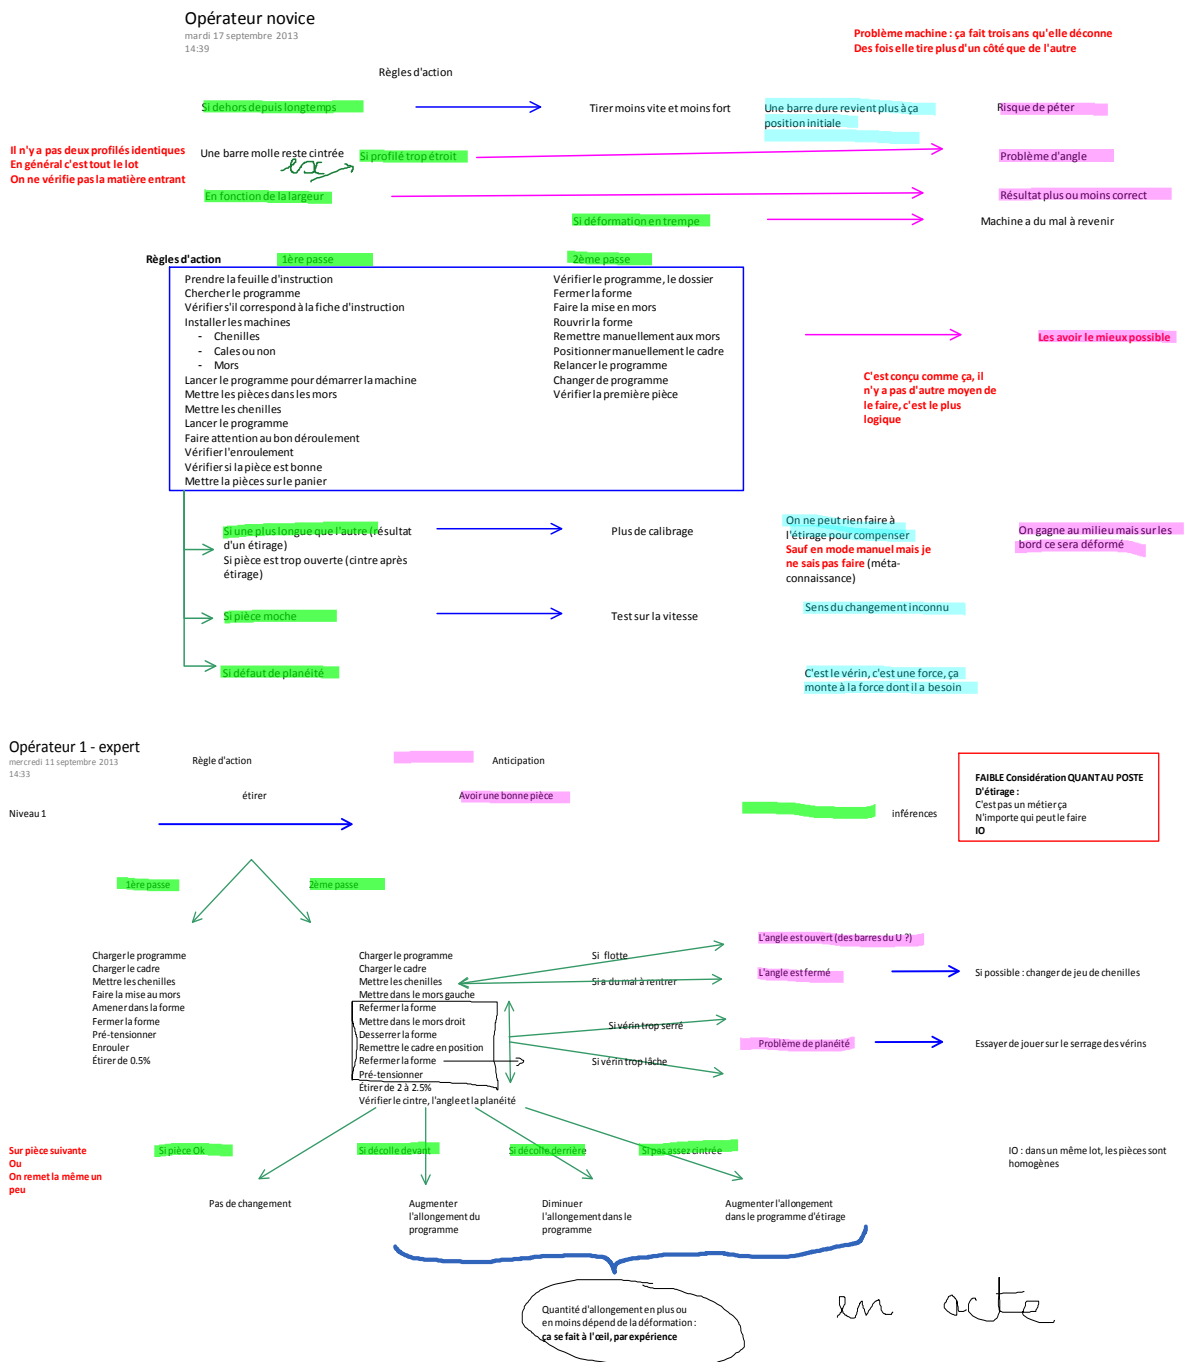 Opérateur novice
mardi 17 septembre 2013
14:39
Problème machine : ça fait trois ans qu'elle déconne
Des fois elle tire plus d'un côté que de l'autre
Règles d'action
Si dehors depuis longtemps
Tirer moins vite et moins fort
Une barre dure revient plus à ça
position initiale
Risque de péter
Il n'y a pas deux profilés identiques
En général c'est tout le lot
On ne vérifie pas la matière entrant
Une barre molle reste cintrée
ex
Si profilé trop étroit
Problème d'angle
En fonction de la largeur
Résultat plus ou moins correct
Si déformation en trempe
Machine a du mal à revenir
Règles d'action
1ère passe
2ème passe
Prendre la feuille d'instruction
Chercher le programme
Vérifier s'il correspond à la fiche d'instruction
Installer les machines
- Chenilles
- Cales ou non
- Mors
Lancer le programme pour démarrer la machine
Mettre les pièces dans les mors
Mettre les chenilles
Lancer le programme
Faire attention au bon déroulement
Vérifier l'enroulement
Vérifier si la pièce est bonne
Mettre la pièces sur le panier
Vérifier le programme, le dossier
Fermer la forme
Faire la mise en mors
Rouvrir la forme
Remettre manuellement aux mors
Positionner manuellement le cadre
Relancer le programme
Changer de programme
Vérifier la première pièce
Les avoir le mieux possible
C'est conçu comme ça, il
n'y a pas d'autre moyen de
le faire, c'est le plus
logique
Si une plus longue que l'autre (résultat
d'un étirage)
Si pièce est trop ouverte (cintre après
étirage)
Plus de calibrage
On ne peut rien faire à
l'étirage pour compenser
Sauf en mode manuel mais je
ne sais pas faire (méta-
connaissance)
On gagne au milieu mais sur les
bord ce sera déformé
Si pièce moche
Test sur la vitesse
Sens du changement inconnu
Si défaut de planéité
C'est le vérin, c'est une force, ça
monte à la force dont il a besoin
Opérateur 1 - expert
mercredi 11 septembre 2013
14:33
Règle d'action
Anticipation
étirer
Avoir une bonne pièce
Niveau 1
inférences
FAIBLE Considération QUANT AU POSTE
D'étirage :
C'est pas un métier ça
N'importe qui peut le faire
IO
1ère passe
2ème passe
Charger le programme
Charger le cadre
Mettre les chenilles
Faire la mise au mors
Amener dans la forme
Fermer la forme
Pré-tensionner
Enrouler
Étirer de 0.5%
Charger le programme
Charger le cadre
Mettre les chenilles
Mettre dans le mors gauche
Refermer la forme
Mettre dans le mors droit
Desserrer la forme
Remettre le cadre en position
Refermer la forme
Pré-tensionner
Étirer de 2 à 2.5%
Vérifier le cintre, l'angle et la planéité
Si flotte
L'angle est ouvert (des barres du U ?)
Si a du mal à rentrer
L'angle est fermé
Si possible : changer de jeu de chenilles
Si vérin trop serré
Problème de planéité
Essayer de jouer sur le serrage des vérins
Si vérin trop lâche
Sur pièce suivante
Ou
On remet la même un
peu
Si pièce Ok
Si décolle devant
Si décolle derrière
Si pas assez cintrée
IO : dans un même lot, les pièces sont
homogènes
Pas de changement
Augmenter
l'allongement du
programme
Diminuer
l'allongement dans le
programme
Augmenter l'allongement
dans le programme d'étirage
Quantité d'allongement en plus ou
en moins dépend de la déformation :
ça se fait à l'œil, par expérience
en acte